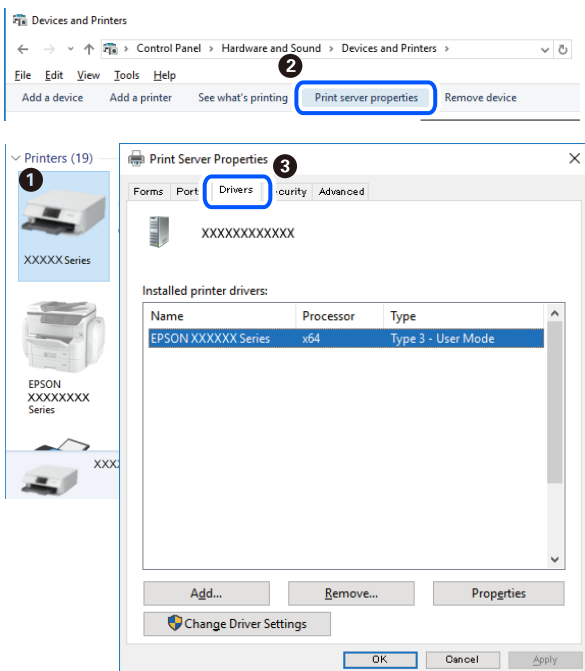 Devices and Printers
Control Panel > Hardware and Sound > Devices and Printers >
File Edit View Tools Help
2
Add a device Add a printer See what's printing Print server properties Remove device
Printers (19)
1
XXXXX Series
EPSON
XXXXXXXX
Series
XXX
Print Server Properties
3
Forms Port Drivers curity Advanced
XXXXXXXXXXXX
Installed printer drivers:
Name Processor Type
EPSON XXXXXX Series x64 Type 3 - User Mode
Add... Remove... Properties
Change Driver Settings
OK Cancel Apply